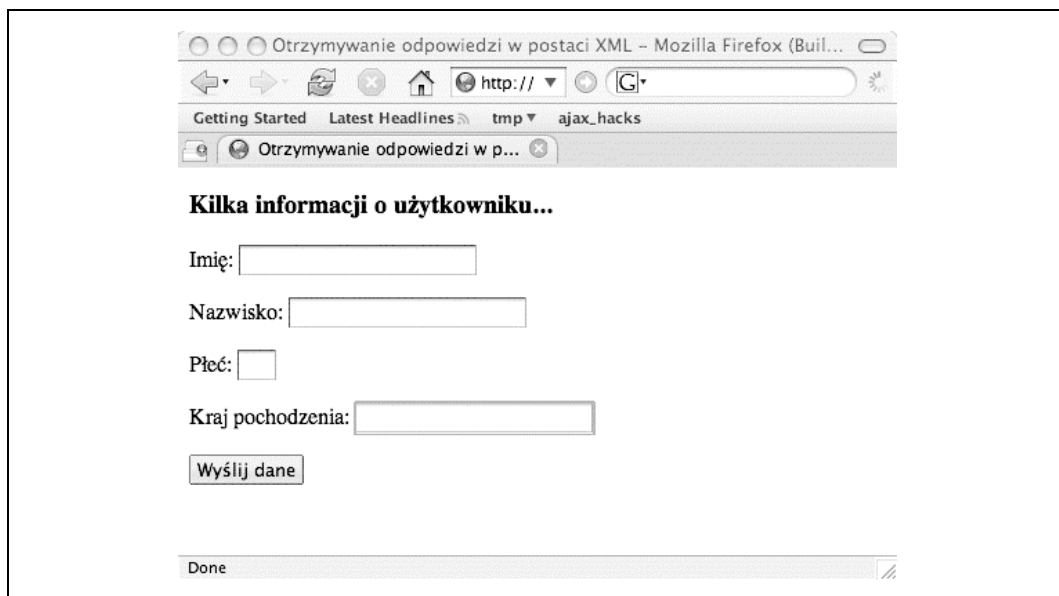 Otrzymywanie odpowiedzi w postaci XML – Mozilla Firefox (Buil...
http:// G
Getting Started Latest Headlines tmp ajax_hacks
Otrzymywanie odpowiedzi w p...
Kilka informacji o użytkowniku...
Imię:
Nazwisko:
Płeć:
Kraj pochodzenia:
Wyślij dane
Done